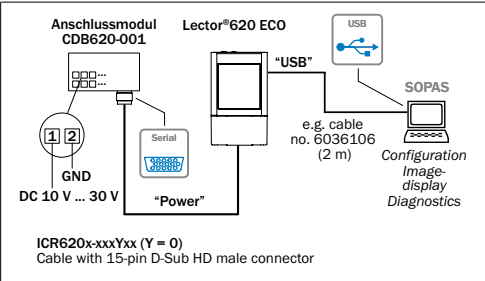 Anschlussmodul
CDB620-001
Lector®620 ECO
USB
"USB"
SOPAS
e.g. cable
no. 6036106
(2 m)
Configuration
Image-
display
Diagnostics
Serial
1 2
GND
DC 10 V ... 30 V
"Power"
ICR620x-xxxYxx (Y = 0)
Cable with 15-pin D-Sub HD male connector